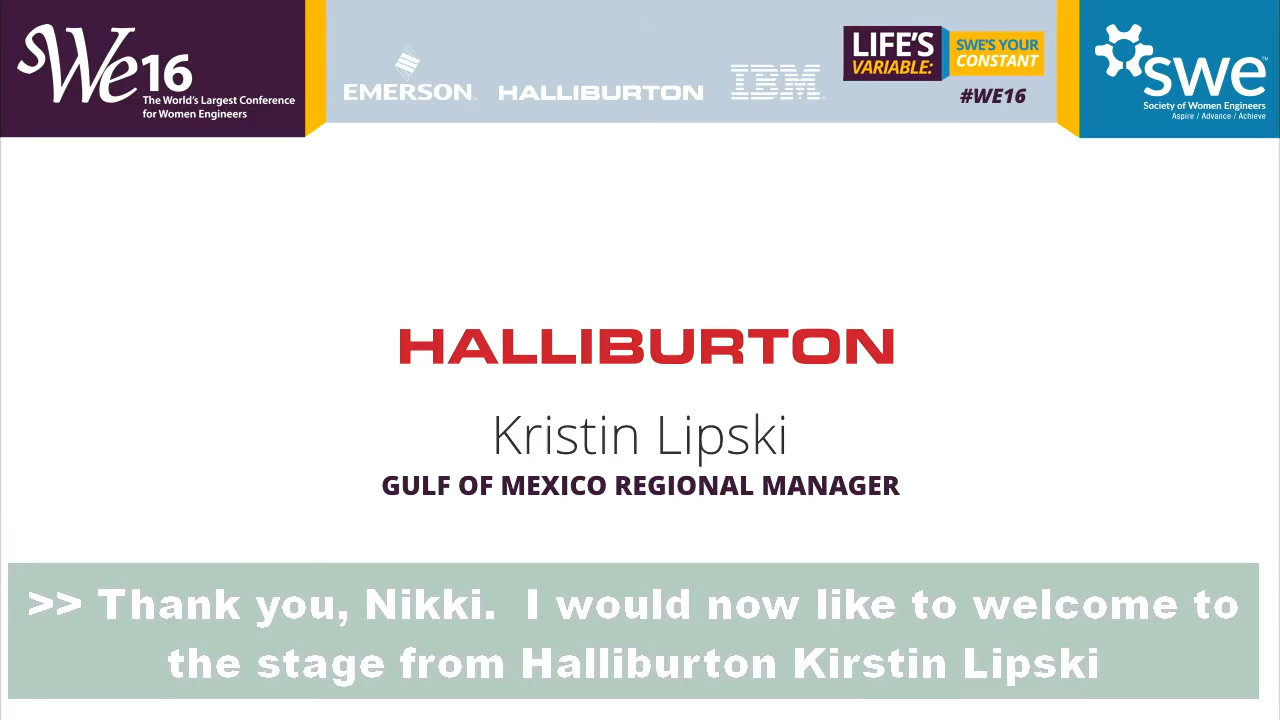 sWe16
The World's Largest Conference
for Women Engineers
EMERSON
HALLIBURTON
IBM
LIFE'S
VARIABLE:
SWE'S YOUR
CONSTANT
#WE16
swe
Society of Women Engineers
Aspire / Advance / Achieve
HALLIBURTON
Kristin Lipski
GULF OF MEXICO REGIONAL MANAGER
>> Thank you, Nikki. I would now like to welcome to
the stage from Halliburton Kirstin Lipski